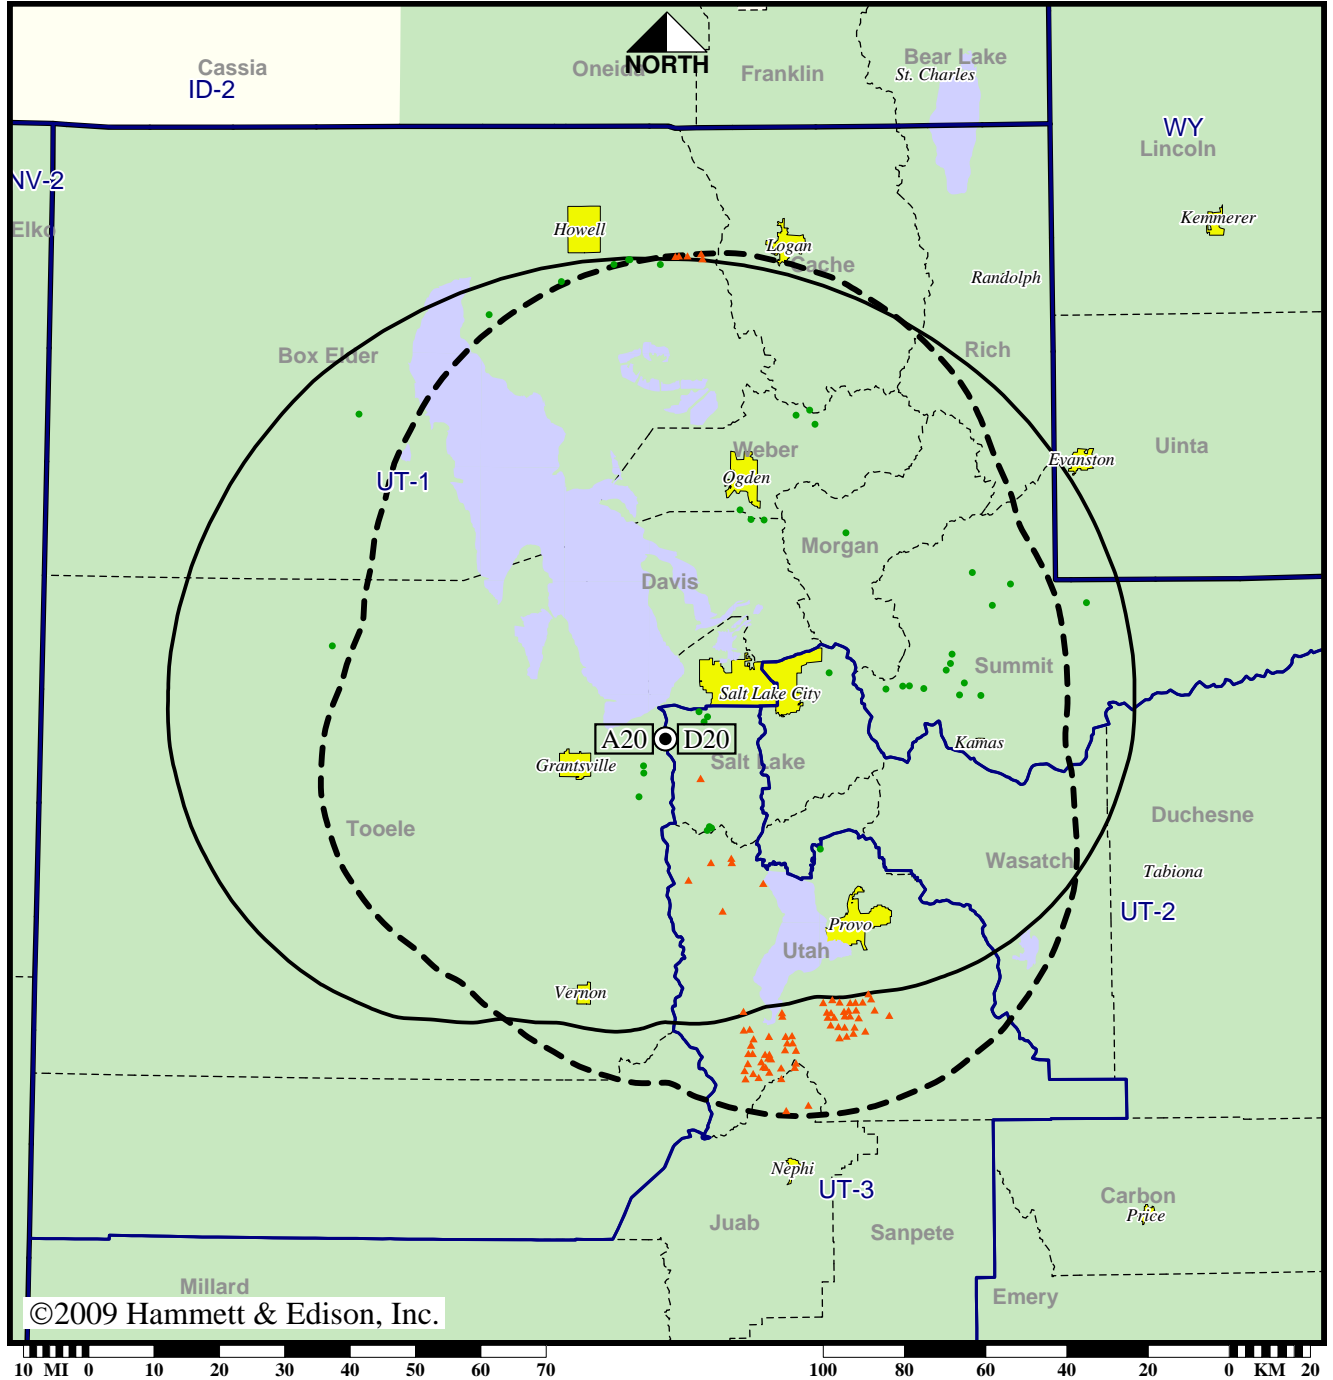 NORTH
Cassia
Oneida
Franklin
Bear Lake
St. Charles
ID-2
WY
Lincoln
NV-2
Elko
Howell
Logan
Cache
Kemmerer
Randolph
Box Elder
Rich
Uinta
Weber
Evanston
UT-1
Ogden
Morgan
Davis
Summit
Salt Lake City
A20
D20
Kamas
Grantsville
Salt Lake
Tooele
Duchesne
Wasatch
Tabiona
UT-2
Provo
Utah
Vernon
Nephi
UT-3
Carbon
Price
Juab
Sanpete
Millard
Emery
©2009 Hammett & Edison, Inc.
10 MI 0 10 20 30 40 50 60 70
100 80 60 40 20 0 KM 20